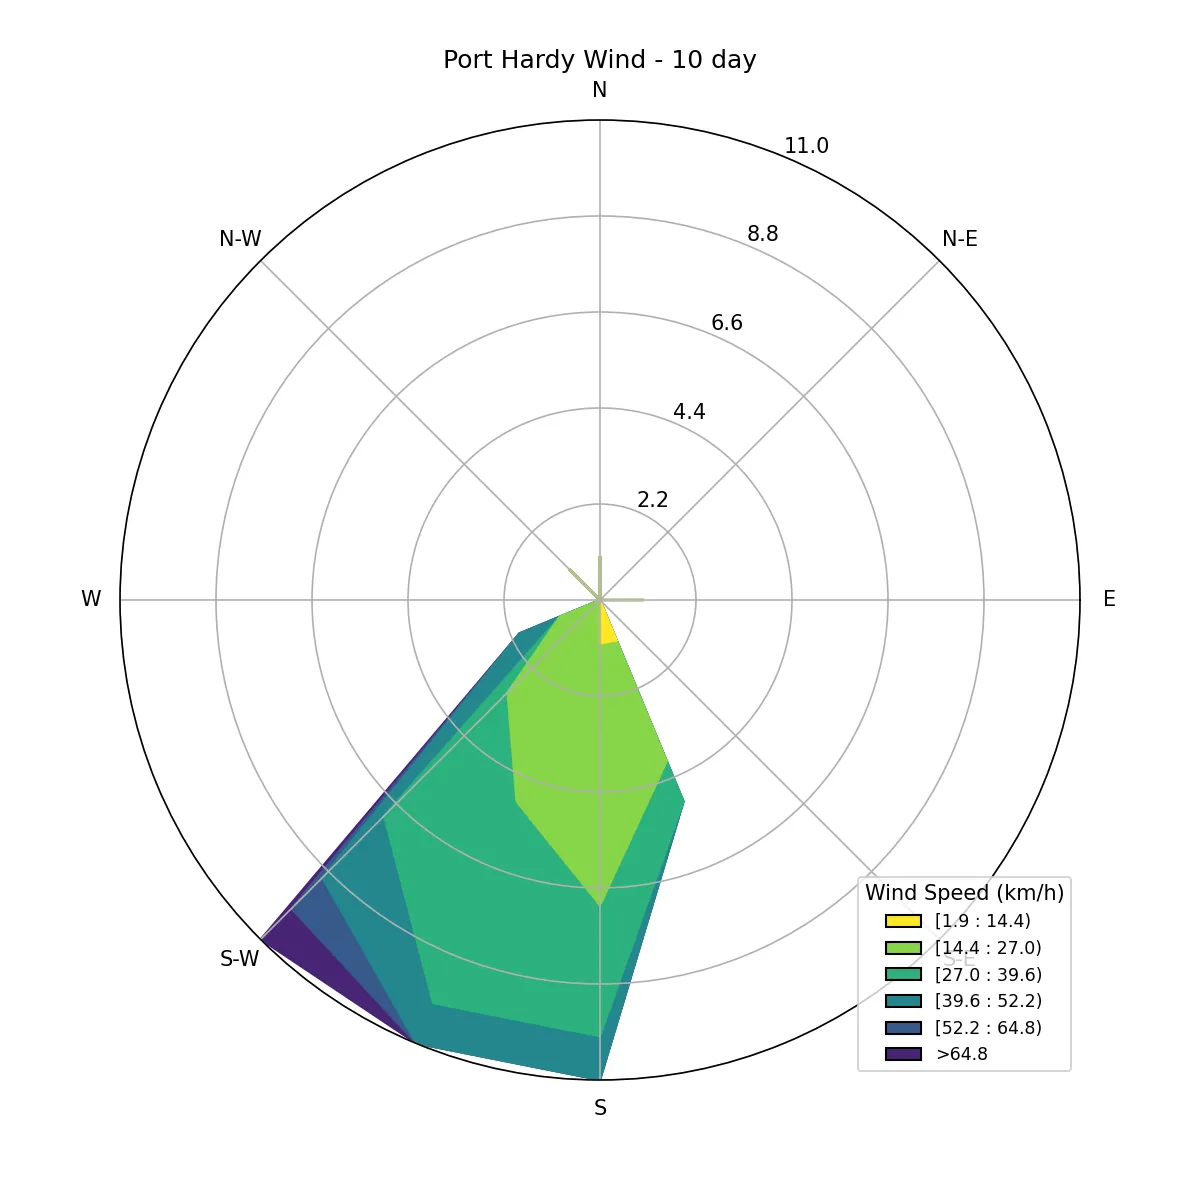 Port Hardy Wind - 10 day
N
11.0
N-W
8.8
N-E
6.6
4.4
2.2
W
E
Wind Speed (km/h)
[1.9 : 14.4)
[14.4 : 27.0)
S-W
S-E
[27.0 : 39.6)
[39.6 : 52.2)
[52.2 : 64.8)
>64.8
S